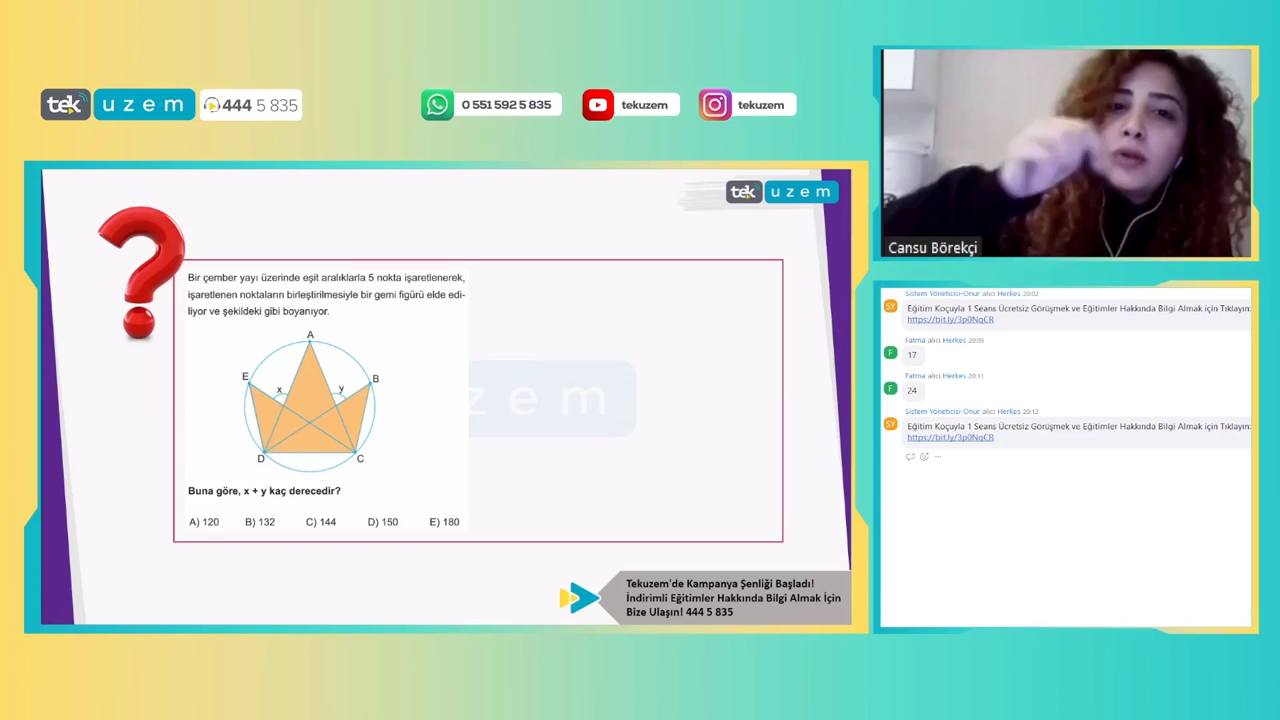 tek uzem 444 5 835
0 551 592 5 835
tekuzem
tekuzem
tek uzem
Bir çember yayı üzerinde eşit aralıklarla 5 nokta işaretlenerek,
işaretlenen noktaların birleştirilmesiyle bir gemi figürü elde edi-
liyor ve şekildeki gibi boyanıyor.
A
E
x
y
B
D
C
Buna göre, x + y kaç derecedir?
A) 120 B) 132 C) 144 D) 150 E) 180
zem
Tekuzem'de Kampanya Şenliği Başladı!
İndirimli Eğitimler Hakkında Bilgi Almak İçin
Bize Ulaşın! 444 5 835
Cansu Börekçi
Sistem Yöneticisi-Onur alıcı Herkes 20:02
SY
Eğitim Koçuyla 1 Seans Ücretsiz Görüşmek ve Eğitimler Hakkında Bilgi Almak için Tıklayın:
https://bit.ly/3p0NqCR
Fatma alıcı Herkes 20:05
F
17
Fatma alıcı Herkes 20:11
F
24
Sistem Yöneticisi-Onur alıcı Herkes 20:12
SY
Eğitim Koçuyla 1 Seans Ücretsiz Görüşmek ve Eğitimler Hakkında Bilgi Almak için Tıklayın:
https://bit.ly/3p0NqCR